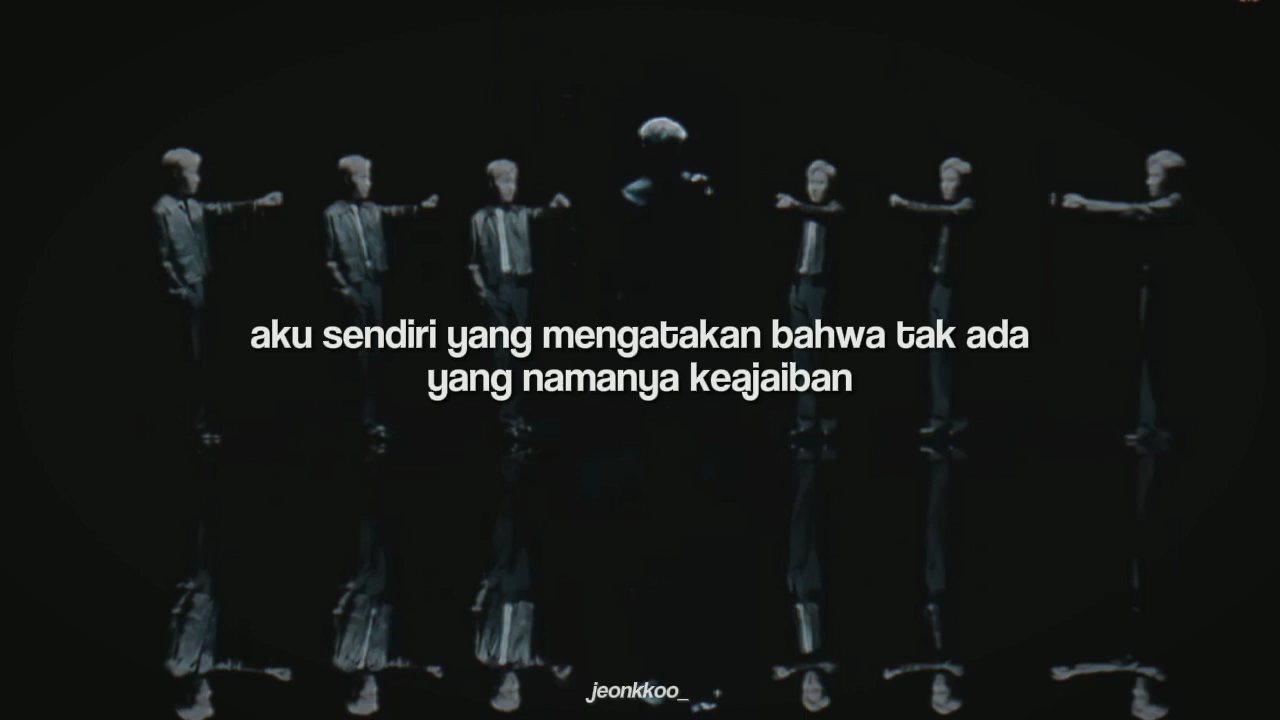 aku sendiri yang mengatakan bahwa tak ada
yang namanya keajaiban
jeonkkoo_